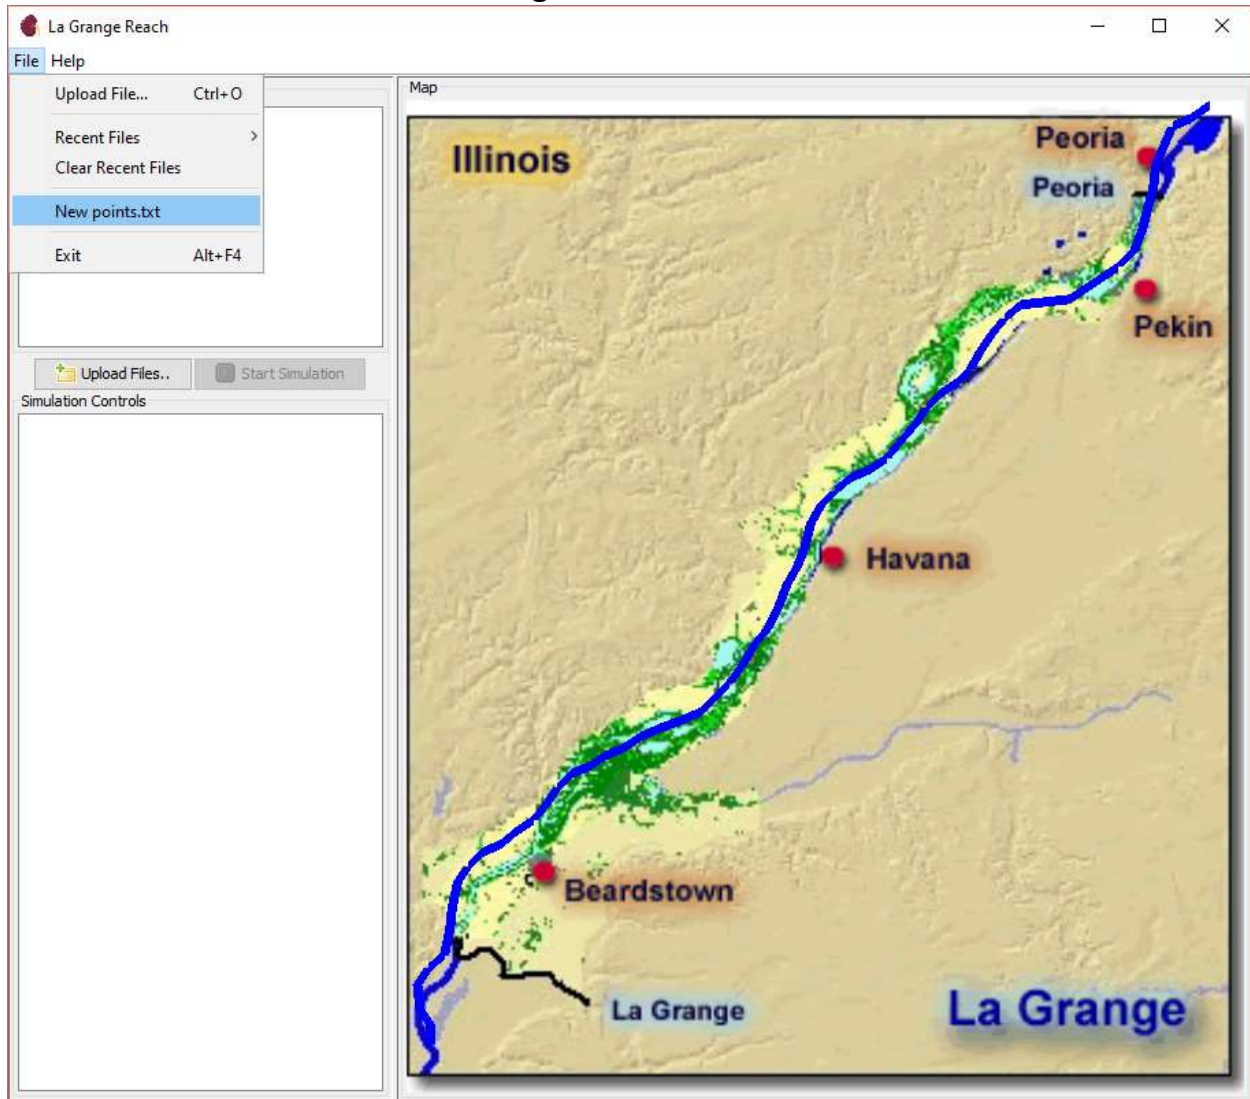 La Grange Reach
File Help
Upload File... Ctrl+O
Recent Files
Clear Recent Files
New points.txt
Exit Alt+F4
Upload Files..
Start Simulation
Simulation Controls
Map
Illinois
Peoria
Peoria
Pekin
Havana
Beardstown
La Grange
La Grange